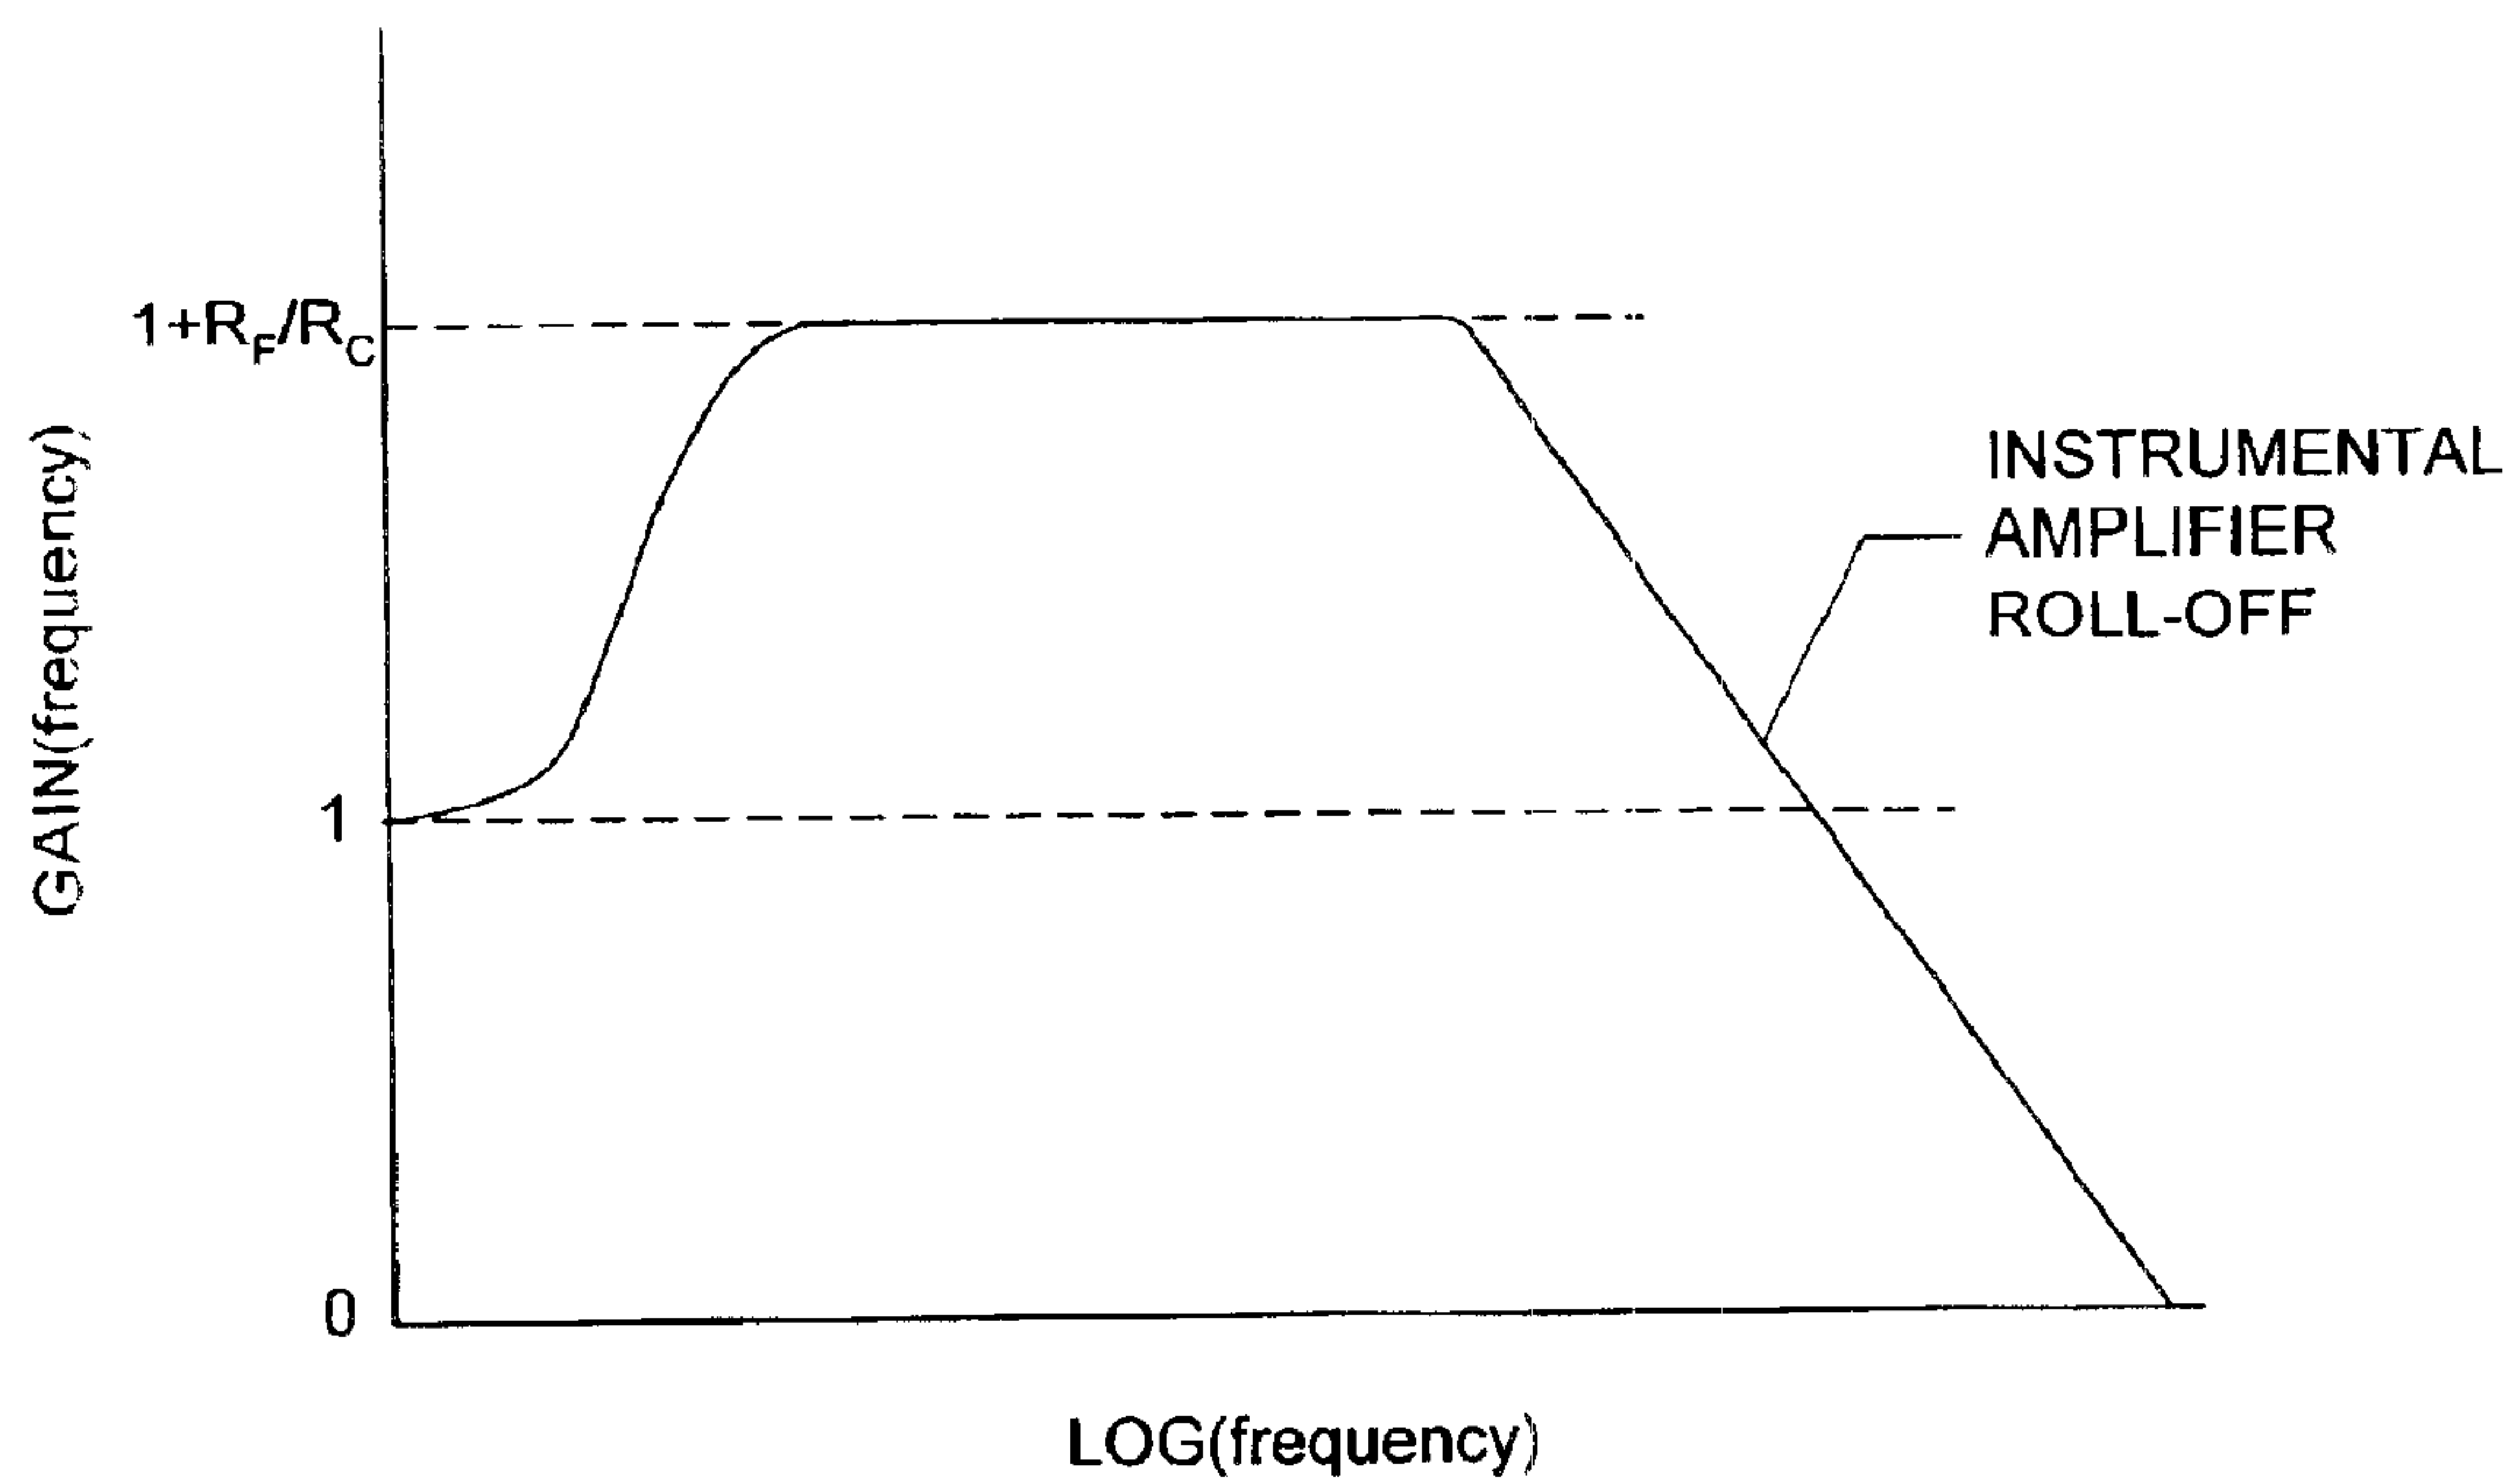 1+R_F/R_C
INSTRUMENTAL
AMPLIFIER
ROLL-OFF
GAIN(frequency)
1
0
LOG(frequency)